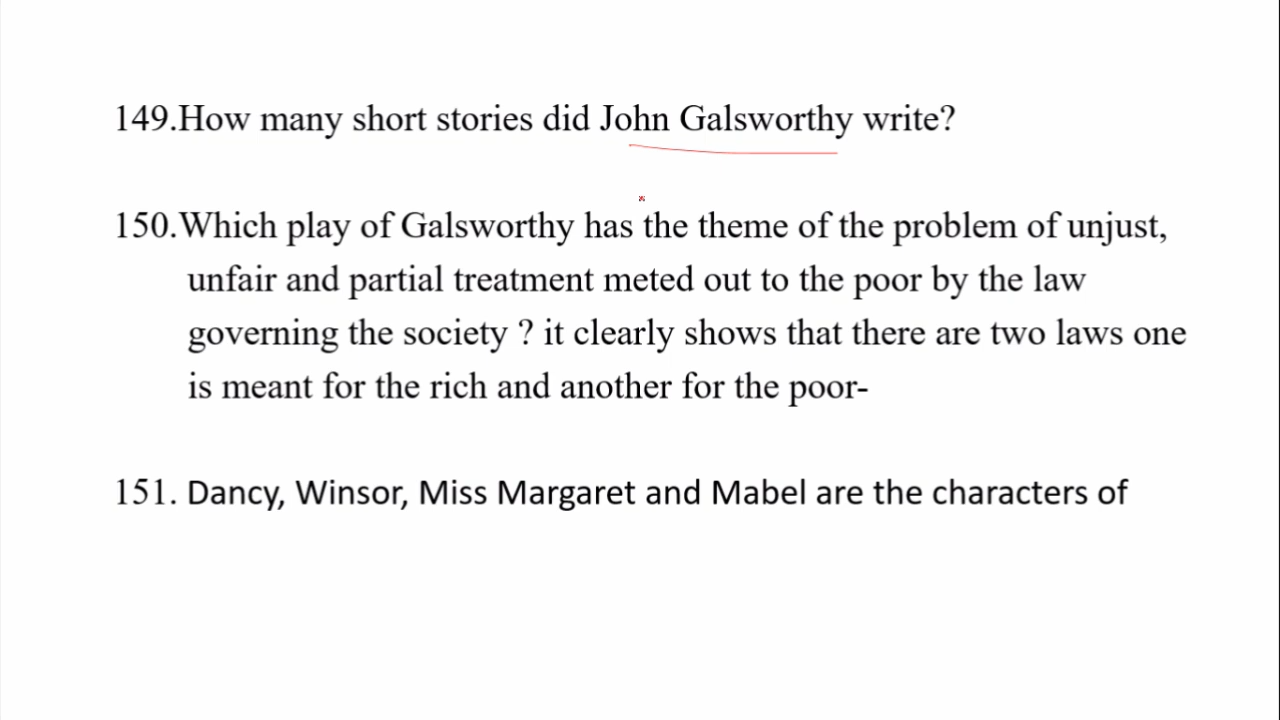 149.How many short stories did John Galsworthy write?
150.Which play of Galsworthy has the theme of the problem of unjust,
unfair and partial treatment meted out to the poor by the law
governing the society ? it clearly shows that there are two laws one
is meant for the rich and another for the poor-
151. Dancy, Winsor, Miss Margaret and Mabel are the characters of